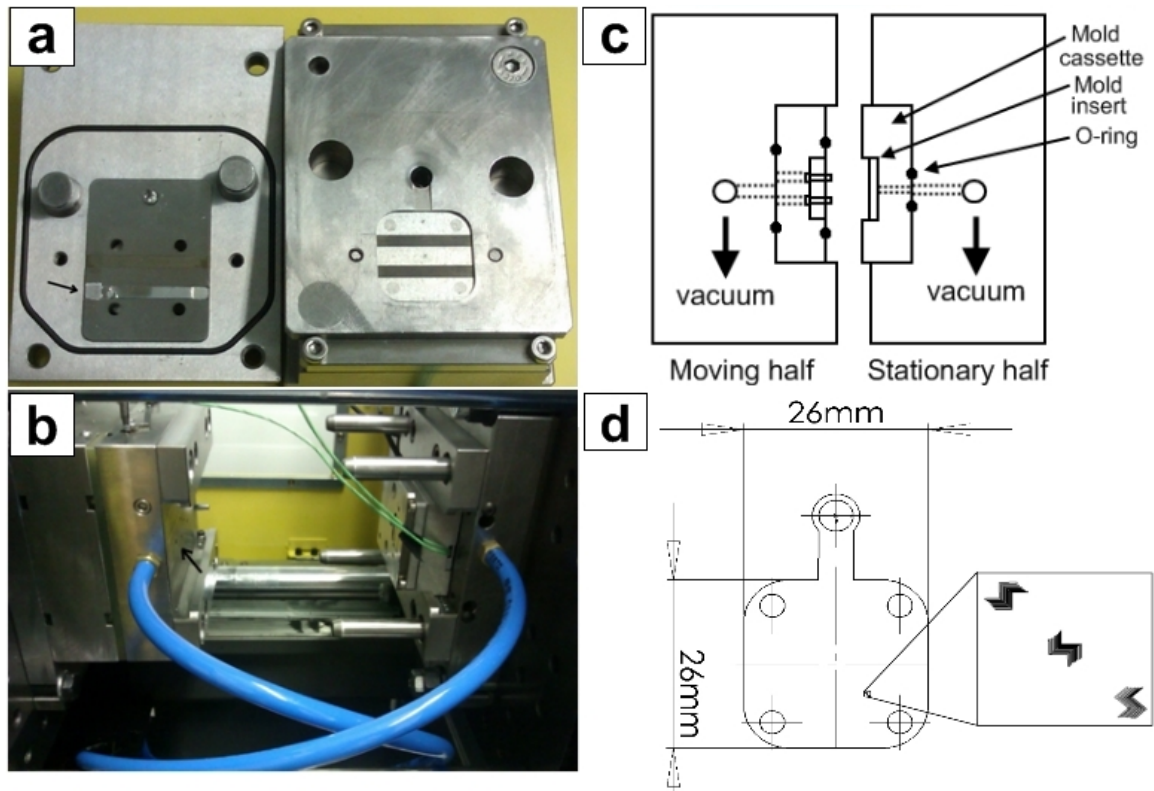 a
c
Mold
cassette
Mold
insert
O-ring
vacuum
vacuum
Moving half
Stationary half
b
d
26mm
26mm